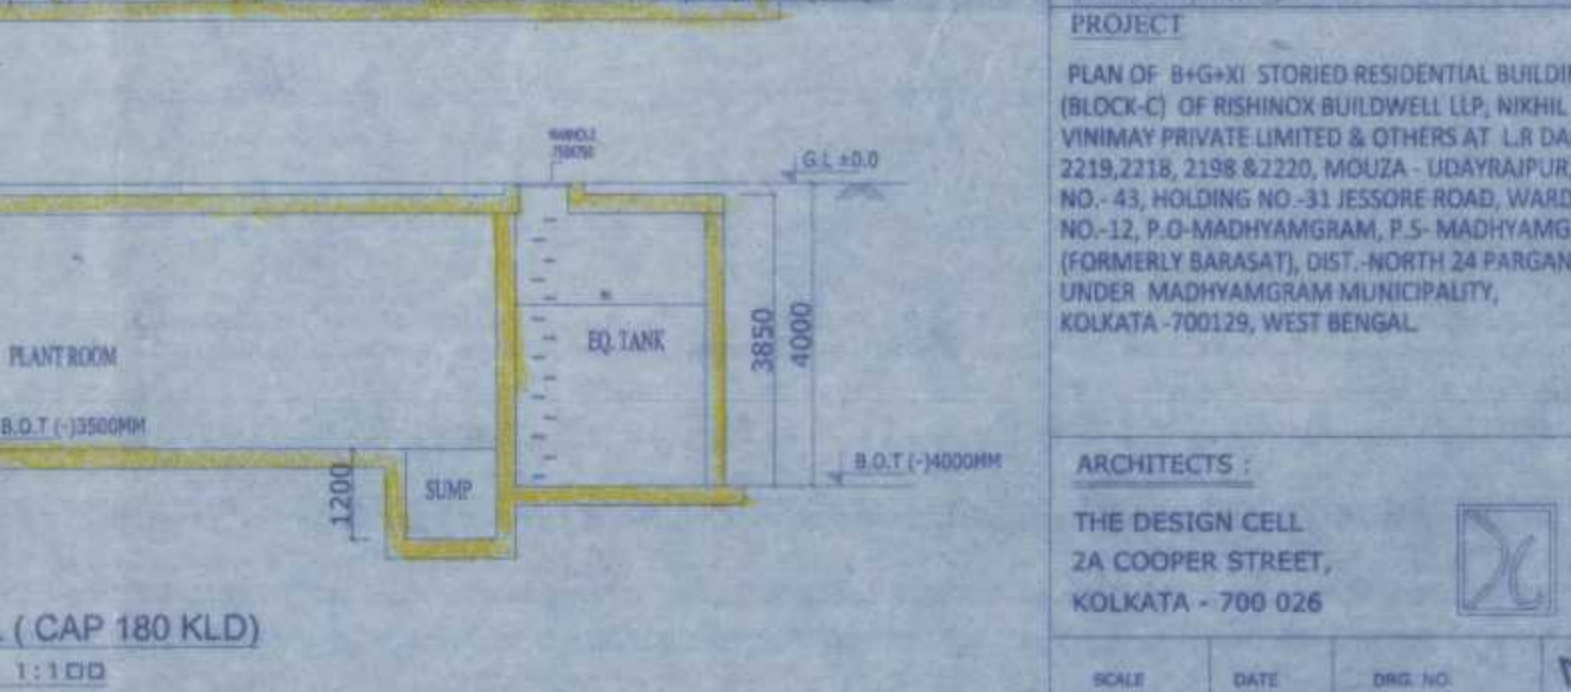 MANHOLE
750X750
G.L ±0.0
EQ. TANK
3850
4000
PLANT ROOM
B.O.T (-)3500MM
B.O.T (-)4000MM
1200
SUMP
( CAP 180 KLD)
1:100
PROJECT
PLAN OF B+G+XI STORIED RESIDENTIAL BUILDIN
(BLOCK-C) OF RISHINOX BUILDWELL LLP, NIKHIL
VINIMAY PRIVATE LIMITED & OTHERS AT L.R DA
2219,2218, 2198 &2220, MOUZA - UDAYRAJPUR,
NO.- 43, HOLDING NO.-31 JESSORE ROAD, WARD
NO.-12, P.O-MADHYAMGRAM, P.S- MADHYAMG
(FORMERLY BARASAT), DIST.-NORTH 24 PARGAN
UNDER MADHYAMGRAM MUNICIPALITY,
KOLKATA -700129, WEST BENGAL.
ARCHITECTS :
THE DESIGN CELL
2A COOPER STREET,
KOLKATA - 700 026
SCALE
DATE
DRG. NO.